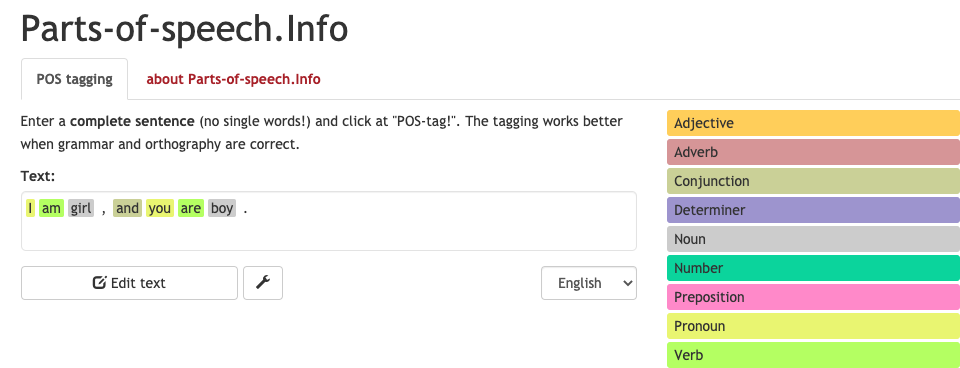 Parts-of-speech.Info
POS tagging about Parts-of-speech.Info
Enter a complete sentence (no single words!) and click at "POS-tag!". The tagging works better
when grammar and orthography are correct.
Text:
I am girl , and you are boy .
Edit text
English
Adjective
Adverb
Conjunction
Determiner
Noun
Number
Preposition
Pronoun
Verb